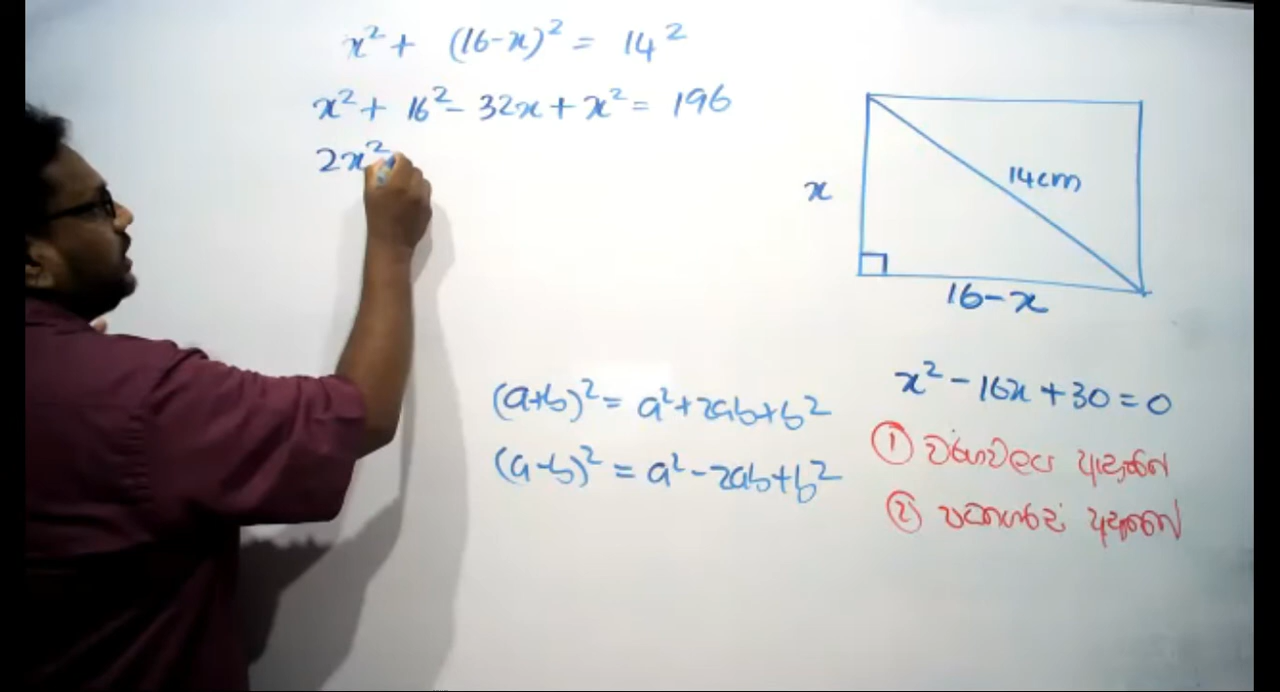 x² + (16-x)² = 14²
x² + 16² - 32x + x² = 196
2x²
x
14cm
16-x
(a+b)² = a²+2ab+b²
(a-b)² = a²-2ab+b²
x² - 16x + 30 = 0
①
②